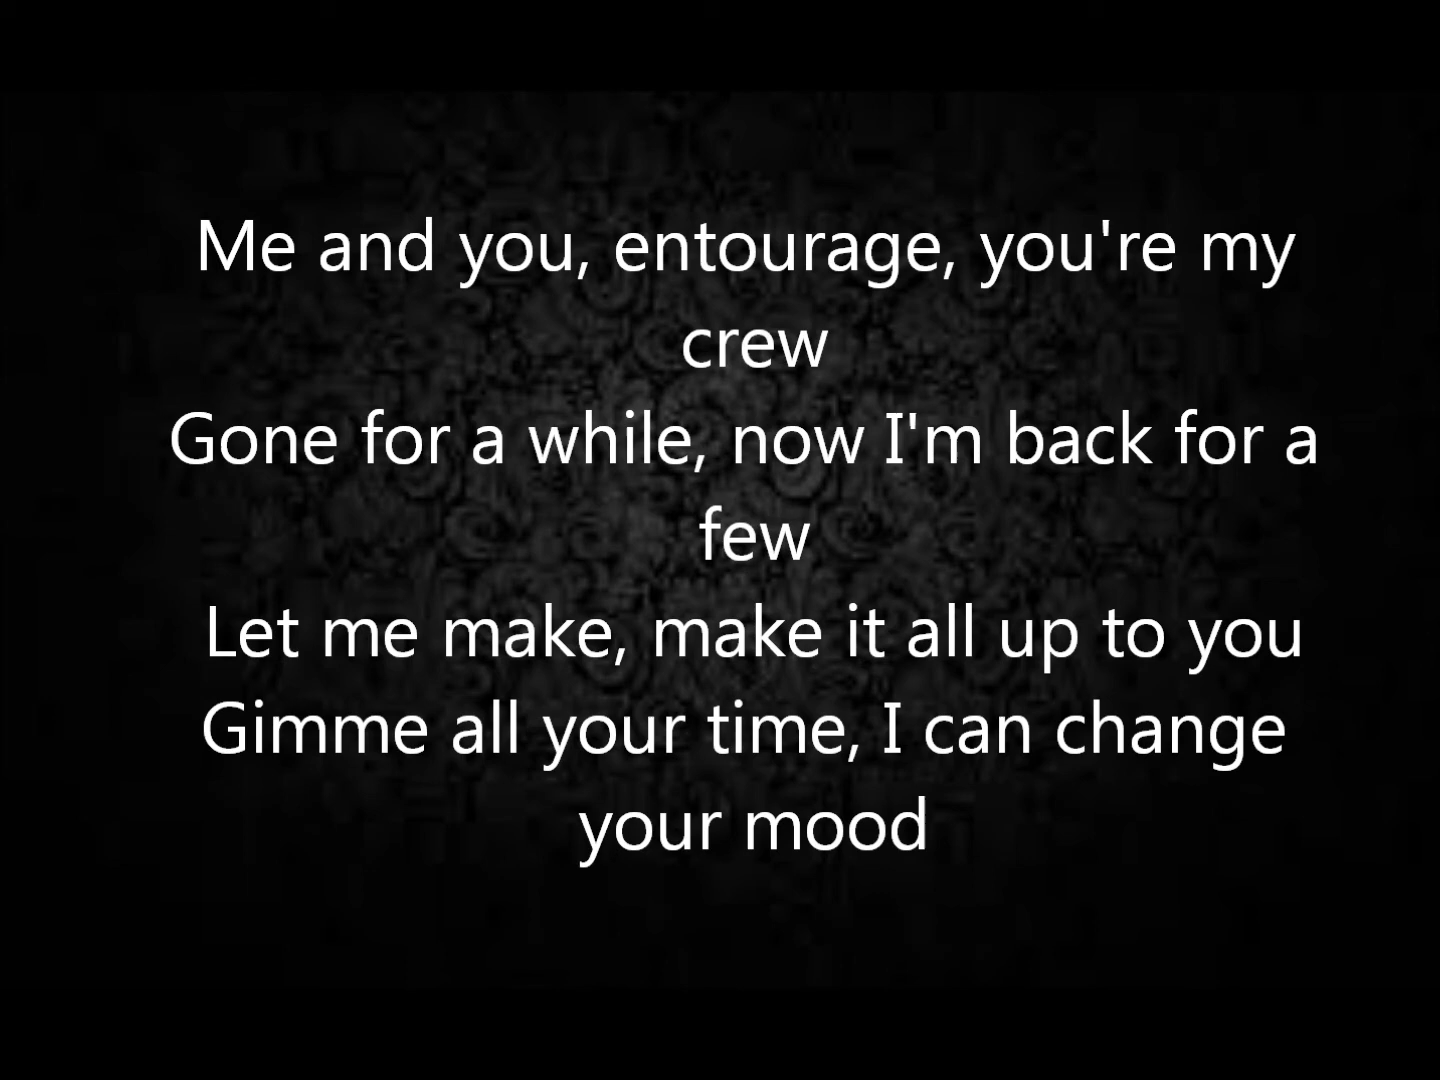 Me and you, entourage, you're my
crew
Gone for a while, now I'm back for a
few
Let me make, make it all up to you
Gimme all your time, I can change
your mood